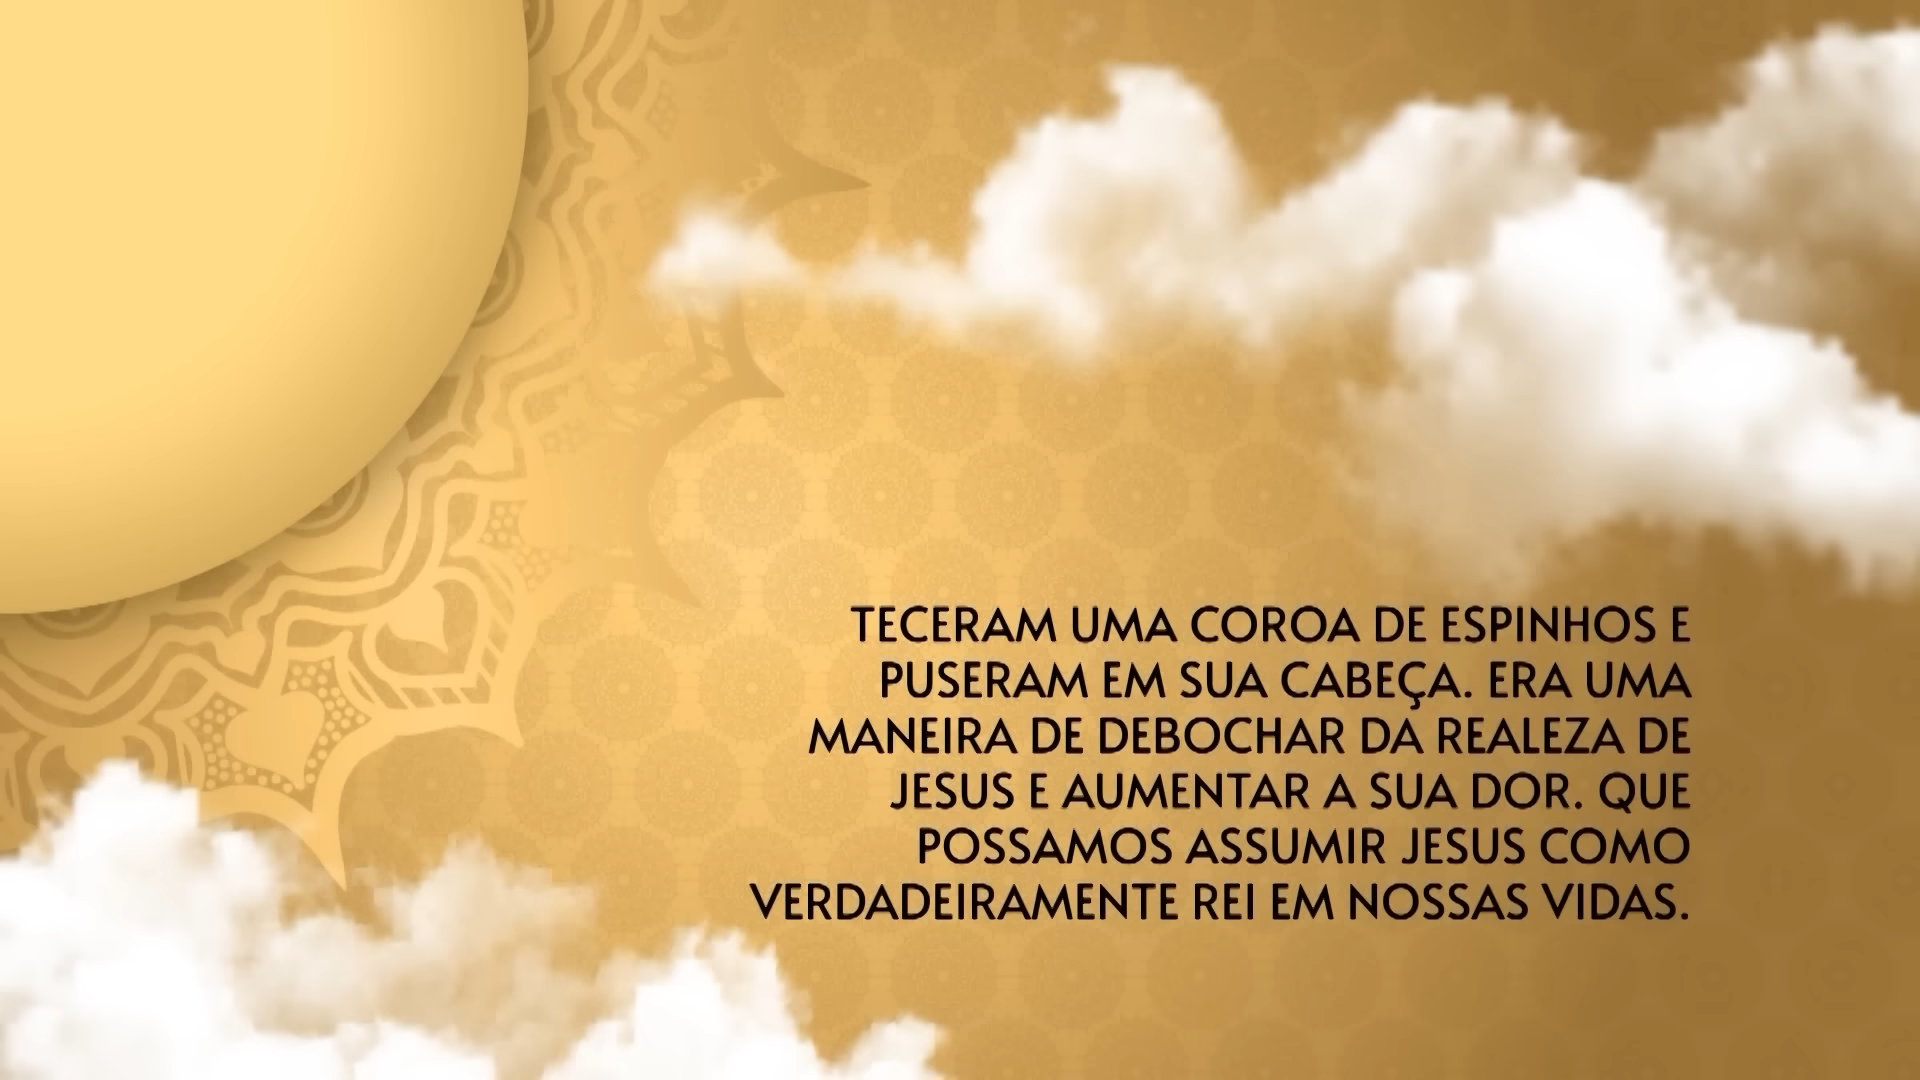 TECERAM UMA COROA DE ESPINHOS E
PUSERAM EM SUA CABEÇA. ERA UMA
MANEIRA DE DEBOCHAR DA REALEZA DE
JESUS E AUMENTAR A SUA DOR. QUE
POSSAMOS ASSUMIR JESUS COMO
VERDADEIRAMENTE REI EM NOSSAS VIDAS.